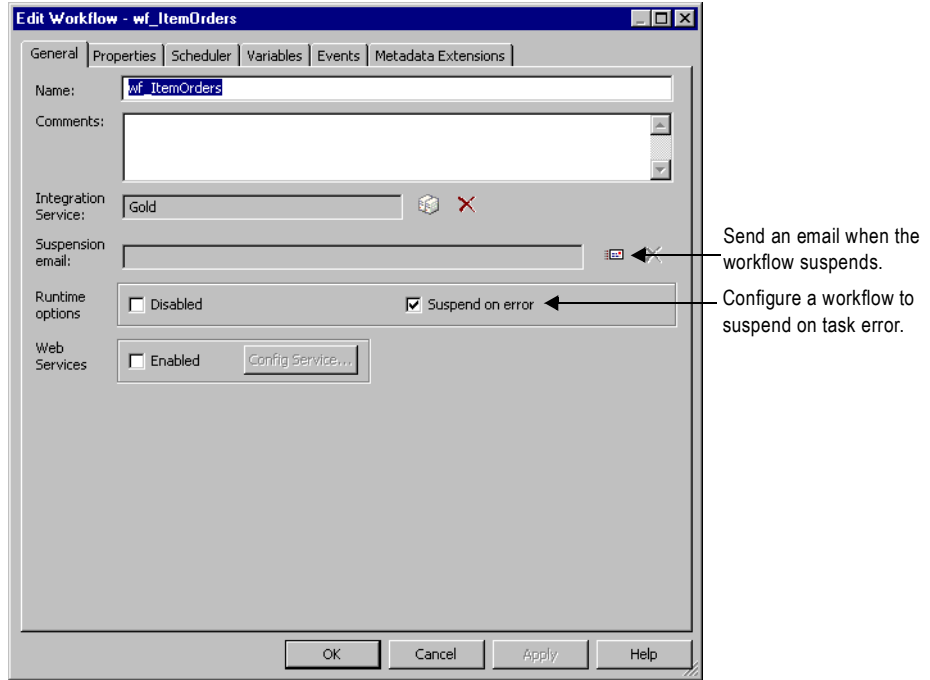 Edit Workflow - wf_ItemOrders
General Properties Scheduler Variables Events Metadata Extensions
Name: wf_ItemOrders
Comments:
Integration
Service: Gold
Suspension
email:
Send an email when the
workflow suspends.
Runtime
options Disabled Suspend on error
Configure a workflow to
suspend on task error.
Web
Services Enabled Config Service...
OK Cancel Apply Help